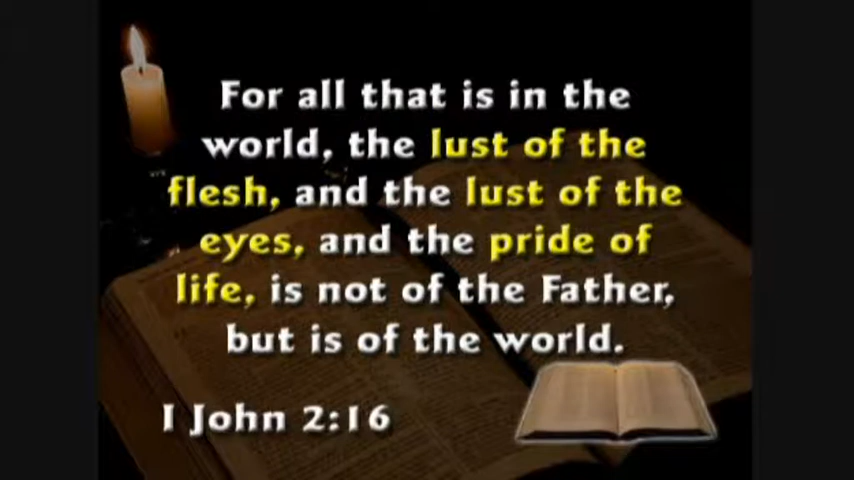 For all that is in the
world, the lust of the
flesh, and the lust of the
eyes, and the pride of
life, is not of the Father,
but is of the world.
I John 2:16